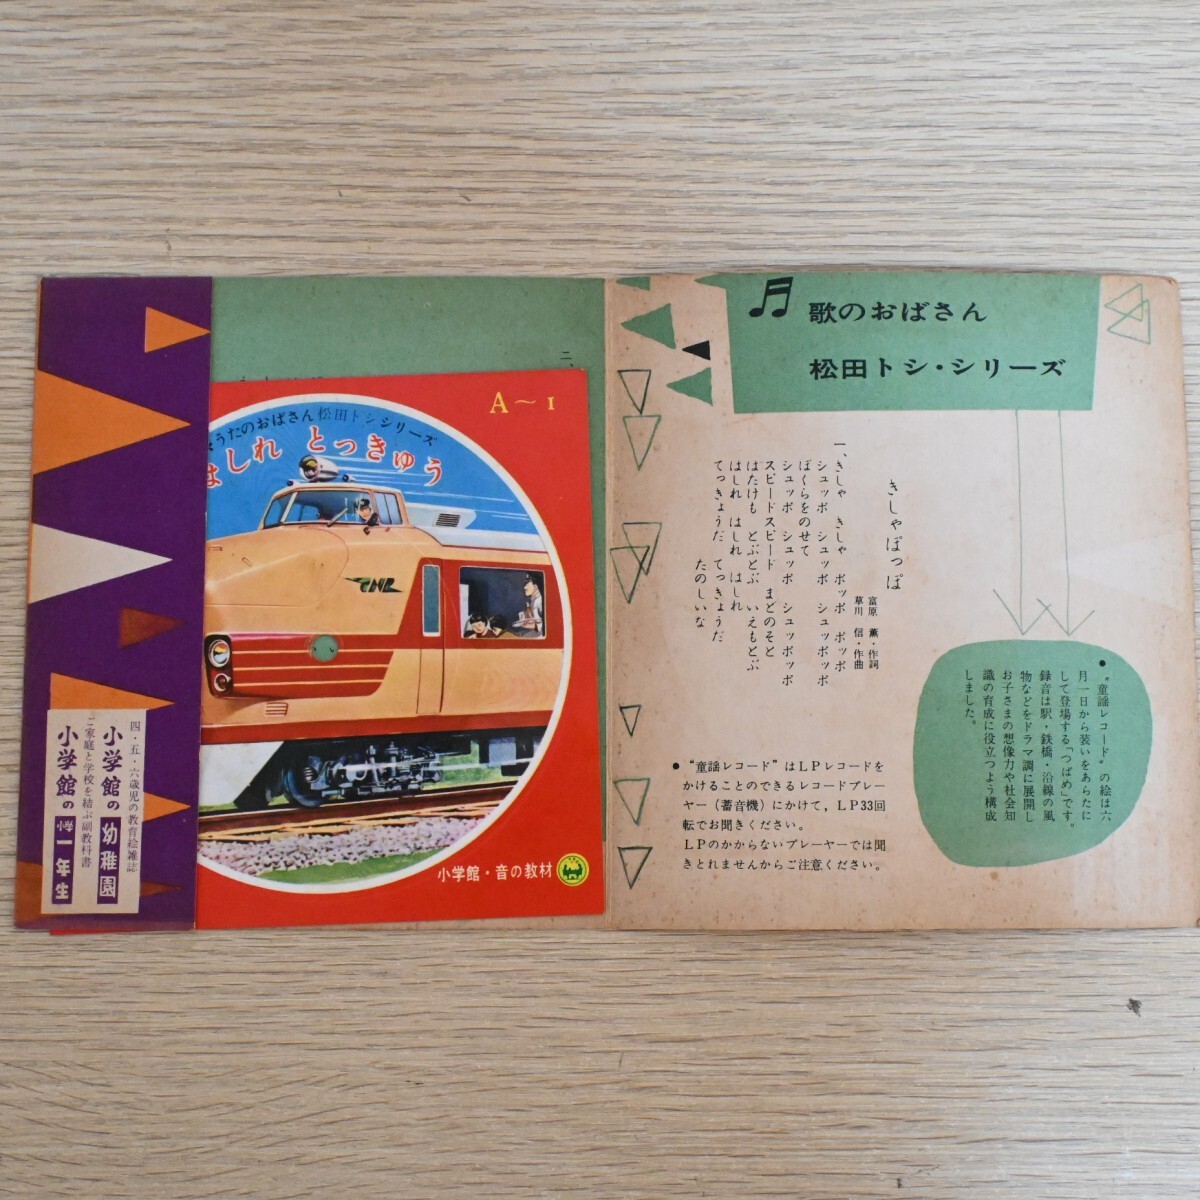 歌のおばさん
松田トシ・シリーズ
きしゃぽっぽ
富原 薫・作詞
草川 信・作曲
一、きしゃ きしゃ ポッポ ポッポ
シュッポ シュッポ シュッポッポ
ぼくらをのせて
シュッポ シュッポ シュッポッポ
スピードスピード まどのそと
はたけも とぶとぶ いえもとぶ
はしれ はしれ はしれ
てっきょうだ てっきょうだ
たのしいな
●“童謡レコード”の絵は六
月一日から装いをあらたに
して登場する「つばめ」です。
録音は駅・鉄橋・沿線の風
物などをドラマ調に展開し
お子さまの想像力や社会知
識の育成に役立つよう構成
しました。
●“童謡レコード”はLPレコードを
かけることのできるレコードプレー
ヤー(蓄音機)にかけて，LP33回
転でお聞きください。
LPのかからないプレーヤーでは聞
きとれませんからご注意ください。
二、
A～1
うたのおばさん松田トシシリーズ
はしれ とっきゅう
JNR
小学館・音の教材
四・五・六歳児の教育絵雑誌
小学館の幼稚園
ご家庭と学校を結ぶ副教科書
小学館の小学一年生